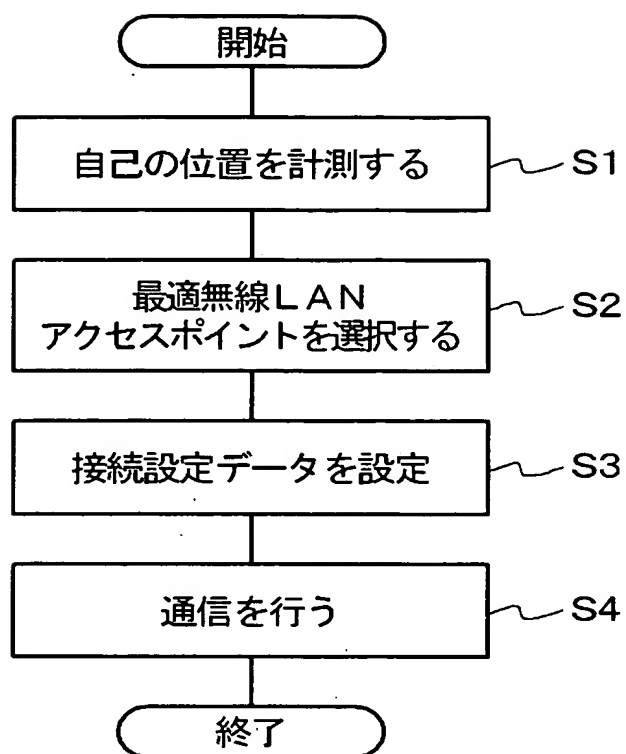 開始
自己の位置を計測する
S1
最適無線LAN
アクセスポイントを選択する
S2
接続設定データを設定
S3
通信を行う
S4
終了